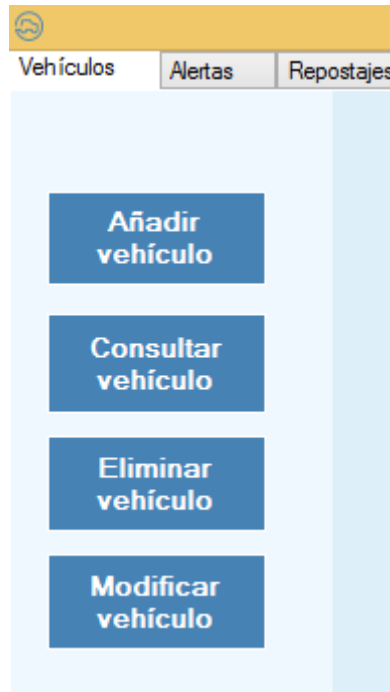 Vehículos Alertas Repostajes
Añadir
vehículo
Consultar
vehículo
Eliminar
vehículo
Modificar
vehículo